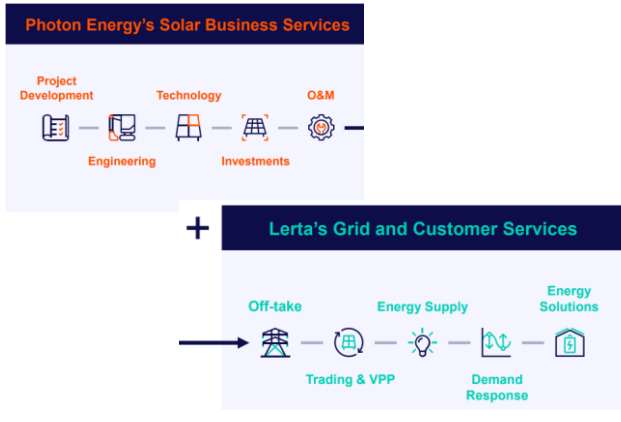 Photon Energy's Solar Business Services
Project
Development
Technology
O&M
Engineering
Investments
+
Lerta's Grid and Customer Services
Off-take
Energy Supply
Energy
Solutions
Trading & VPP
Demand
Response